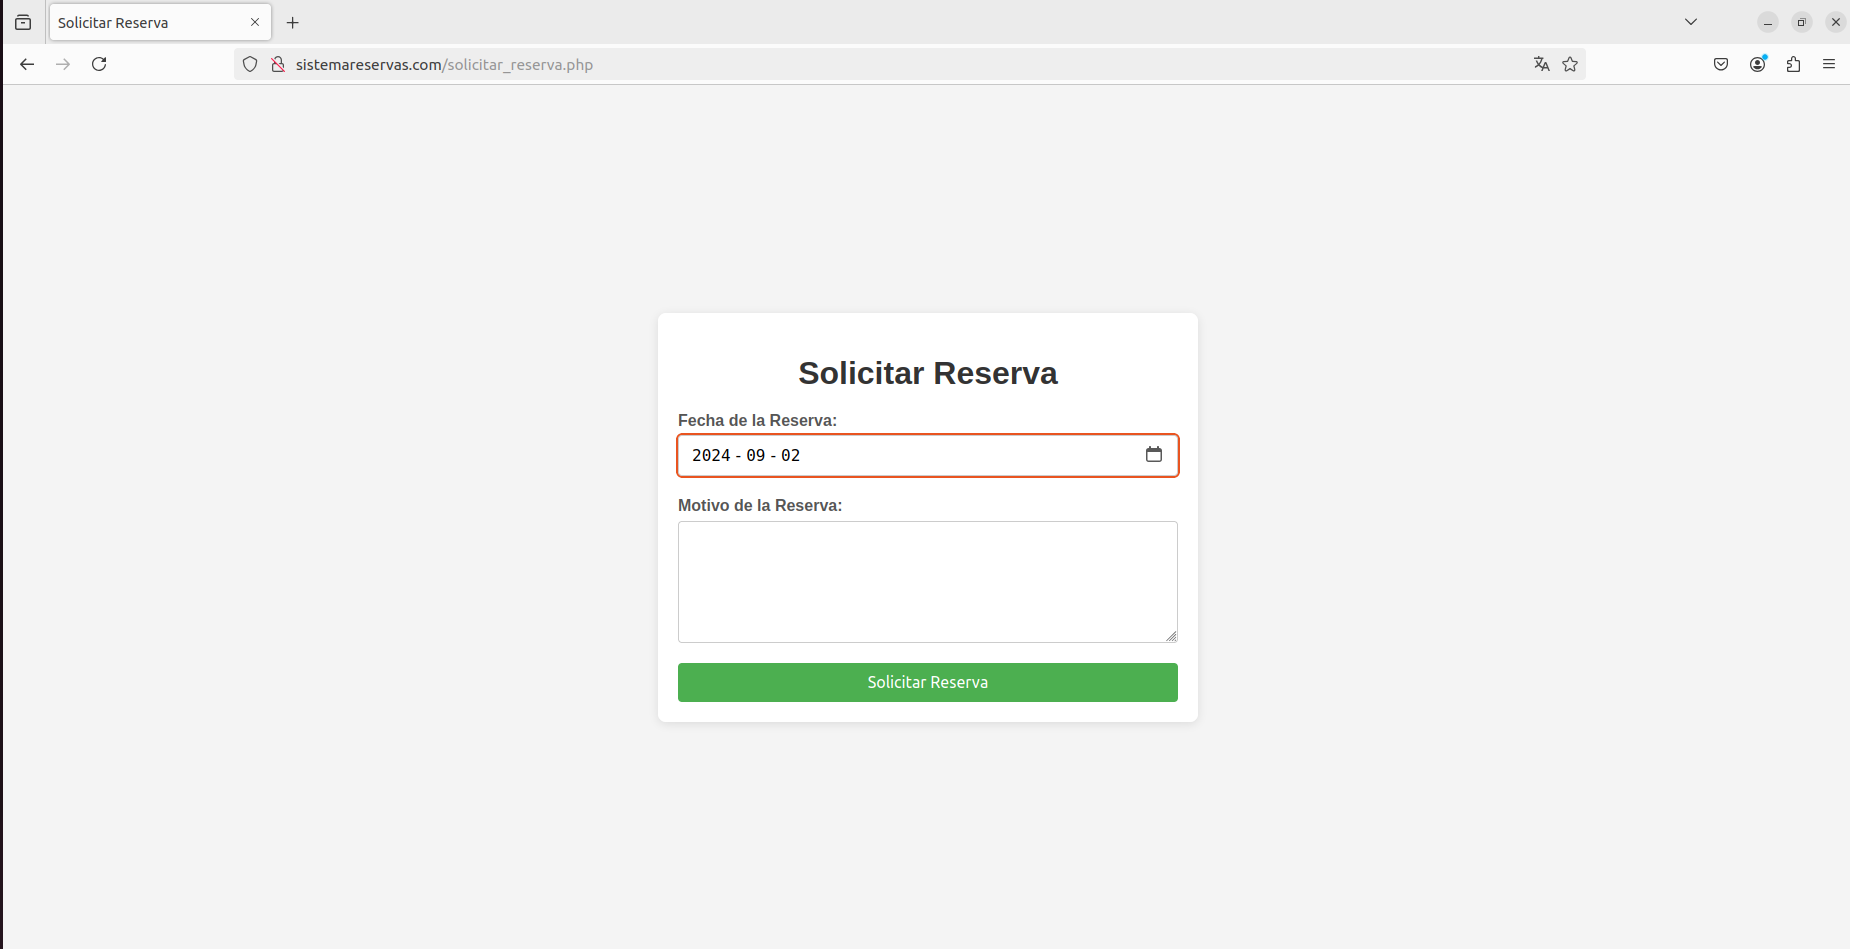 Solicitar Reserva
sistemareservas.com/solicitar_reserva.php
Solicitar Reserva
Fecha de la Reserva:
2024-09-02
Motivo de la Reserva:
Solicitar Reserva